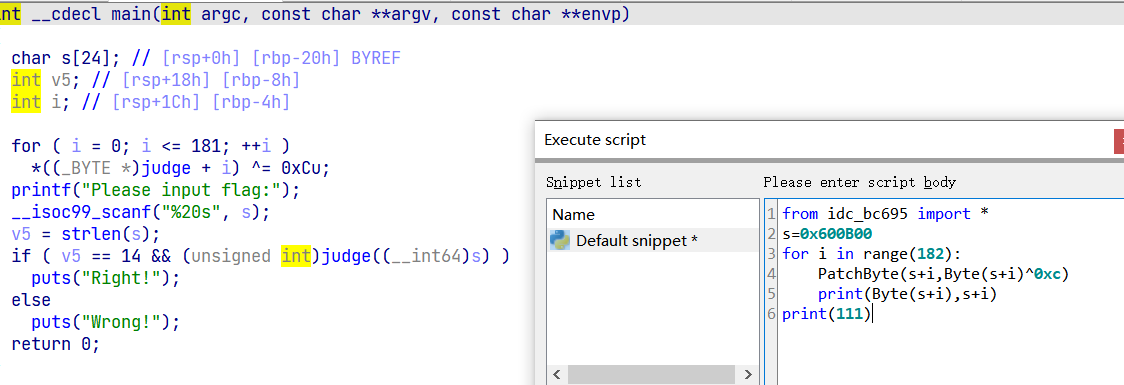 int __cdecl main(int argc, const char **argv, const char **envp)
char s[24]; // [rsp+0h] [rbp-20h] BYREF
int v5; // [rsp+18h] [rbp-8h]
int i; // [rsp+1Ch] [rbp-4h]
for ( i = 0; i <= 181; ++i )
*((_BYTE *)judge + i) ^= 0xCu;
printf("Please input flag:");
__isoc99_scanf("%20s", s);
v5 = strlen(s);
if ( v5 == 14 && (unsigned int)judge((__int64)s) )
puts("Right!");
else
puts("Wrong!");
return 0;
Execute script
Snippet list
Name
Default snippet *
Please enter script body
1 from idc_bc695 import *
2 s=0x600B00
3 for i in range(182):
4 PatchByte(s+i,Byte(s+i)^0xc)
5 print(Byte(s+i),s+i)
6 print(111)